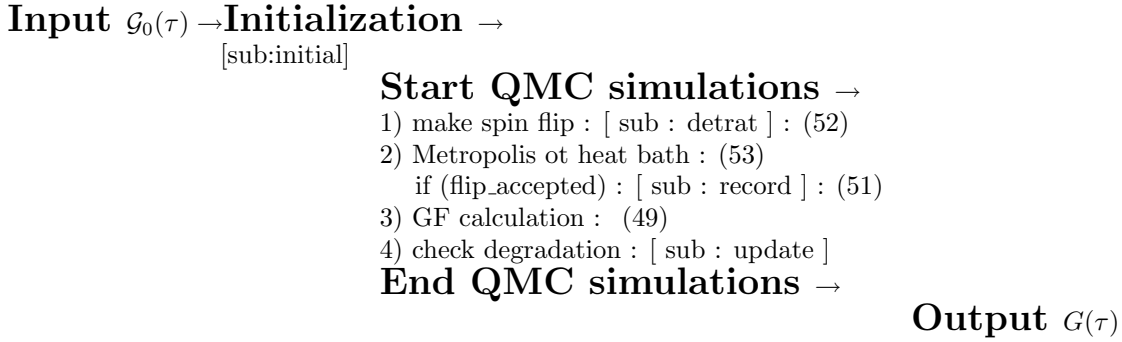 Input 𝒢₀(τ) →Initialization →
[sub:initial]
Start QMC simulations →
1) make spin flip : [ sub : detrat ] : (52)
2) Metropolis ot heat bath : (53)
if (flip_accepted) : [ sub : record ] : (51)
3) GF calculation : (49)
4) check degradation : [ sub : update ]
End QMC simulations →
Output G(τ)